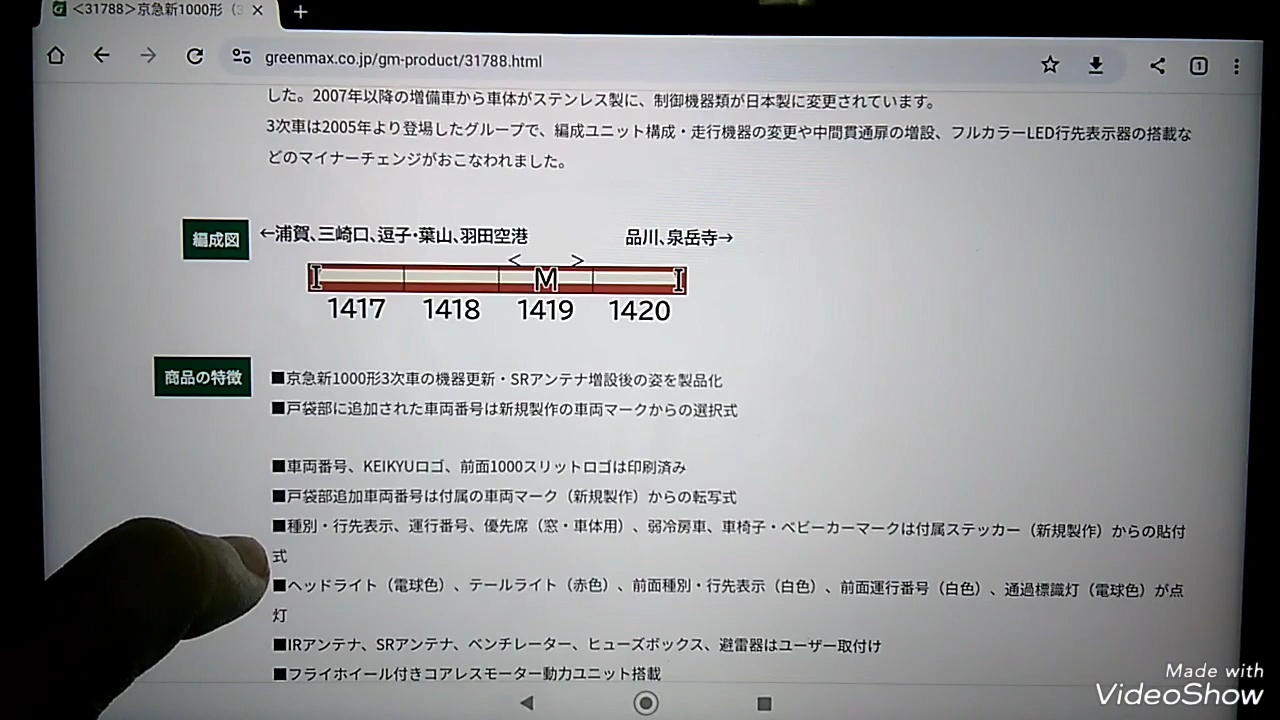 <31788>京急新1000形（3
greenmax.co.jp/gm-product/31788.html
した。2007年以降の増備車から車体がステンレス製に、制御機器類が日本製に変更されています。
3次車は2005年より登場したグループで、編成ユニット構成・走行機器の変更や中間貫通扉の増設、フルカラーLED行先表示器の搭載な
どのマイナーチェンジがおこなわれました。
編成図
←浦賀、三崎口、逗子・葉山、羽田空港 品川、泉岳寺→
< >
I M I
1417 1418 1419 1420
商品の特徴
■京急新1000形3次車の機器更新・SRアンテナ増設後の姿を製品化
■戸袋部に追加された車両番号は新規製作の車両マークからの選択式
■車両番号、KEIKYUロゴ、前面1000スリットロゴは印刷済み
■戸袋部追加車両番号は付属の車両マーク（新規製作）からの転写式
■種別・行先表示、運行番号、優先席（窓・車体用）、弱冷房車、車椅子・ベビーカーマークは付属ステッカー（新規製作）からの貼付
式
■ヘッドライト（電球色）、テールライト（赤色）、前面種別・行先表示（白色）、前面運行番号（白色）、通過標識灯（電球色）が点
灯
■IRアンテナ、SRアンテナ、ベンチレーター、ヒューズボックス、避雷器はユーザー取付け
■フライホイール付きコアレスモーター動力ユニット搭載
Made with
VideoShow